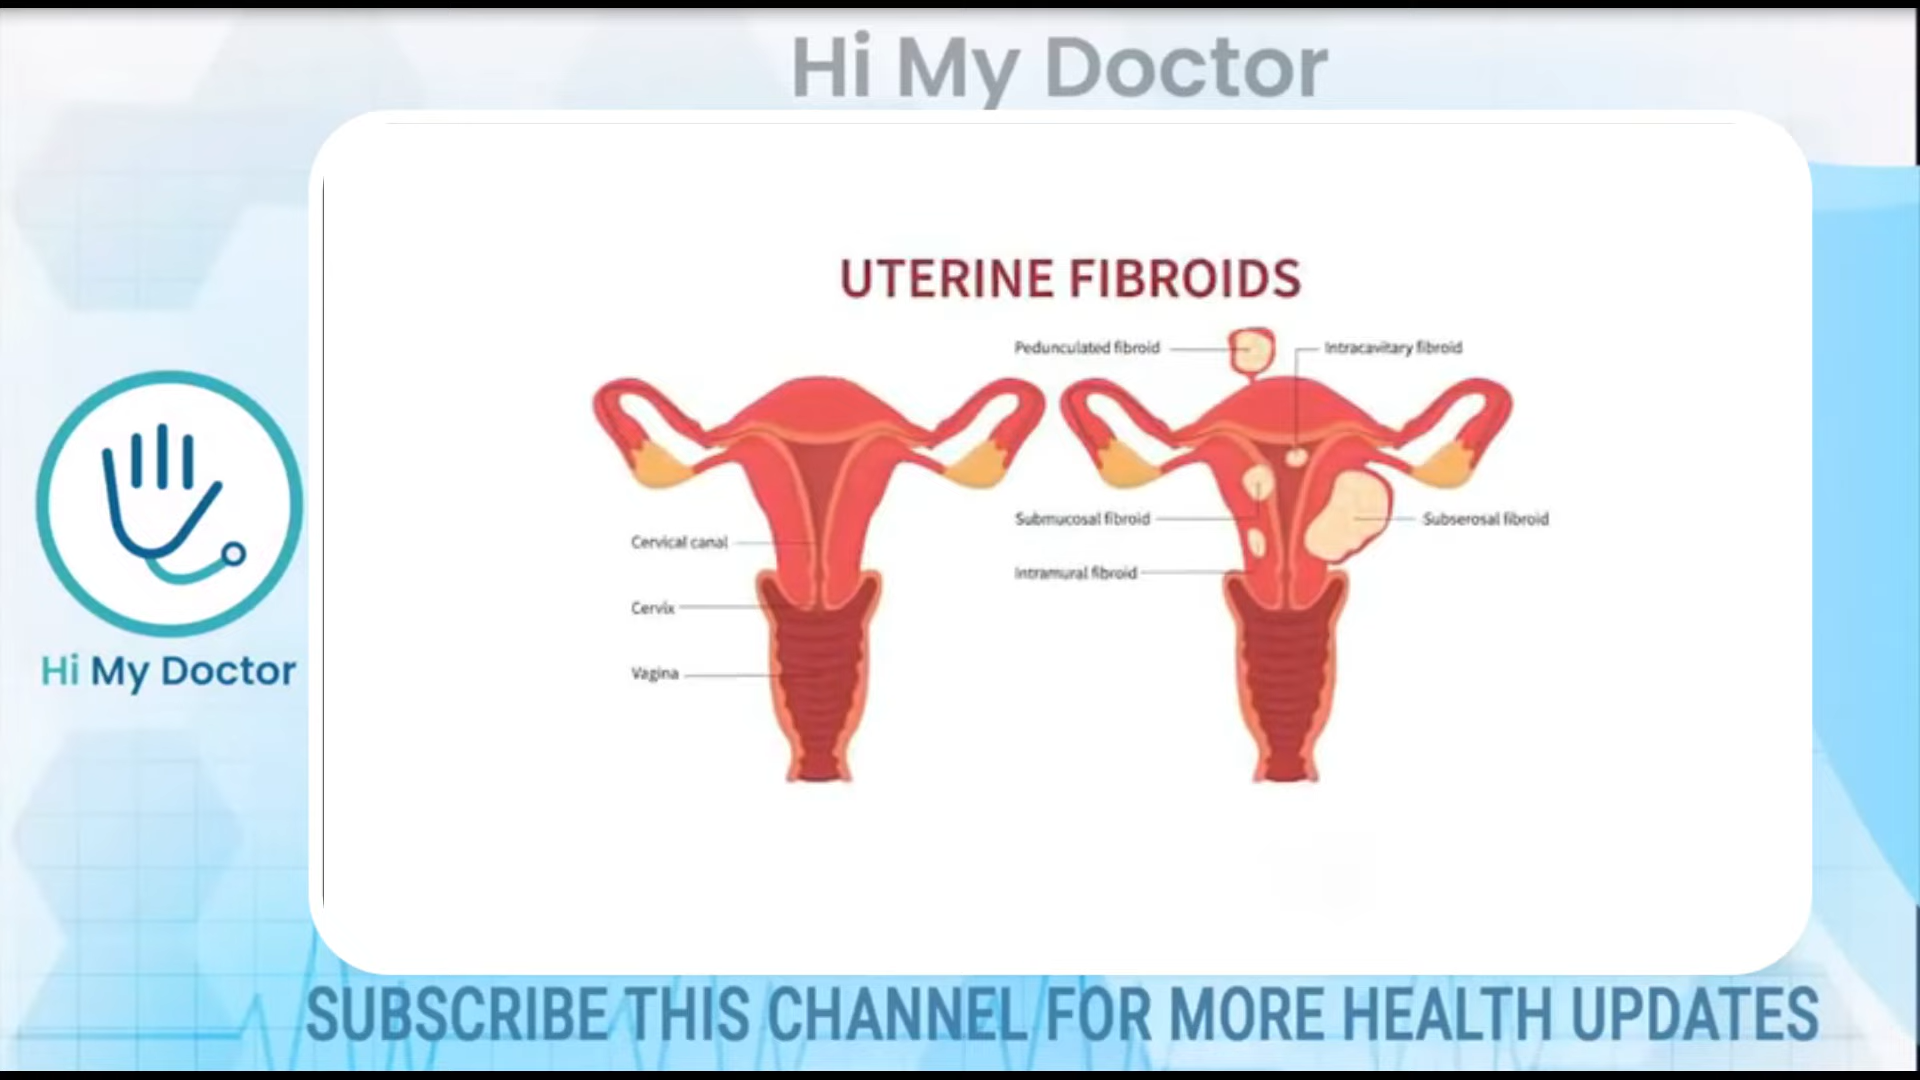 Hi My Doctor
UTERINE FIBROIDS
Pedunculated fibroid
Intracavitary fibroid
Submucosal fibroid
Subserosal fibroid
Cervical canal
Intramural fibroid
Cervix
Vagina
Hi My Doctor
SUBSCRIBE THIS CHANNEL FOR MORE HEALTH UPDATES